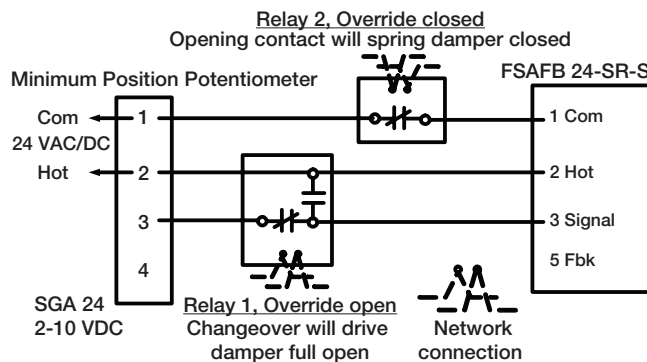 Relay 2, Override closed
Opening contact will spring damper closed
Minimum Position Potentiometer
FSAFB 24-SR-S
Com
1
1 Com
24 VAC/DC
Hot
2
2 Hot
3
3 Signal
4
5 Fbk
SGA 24
2-10 VDC
Relay 1, Override open
Changeover will drive
damper full open
Network
connection